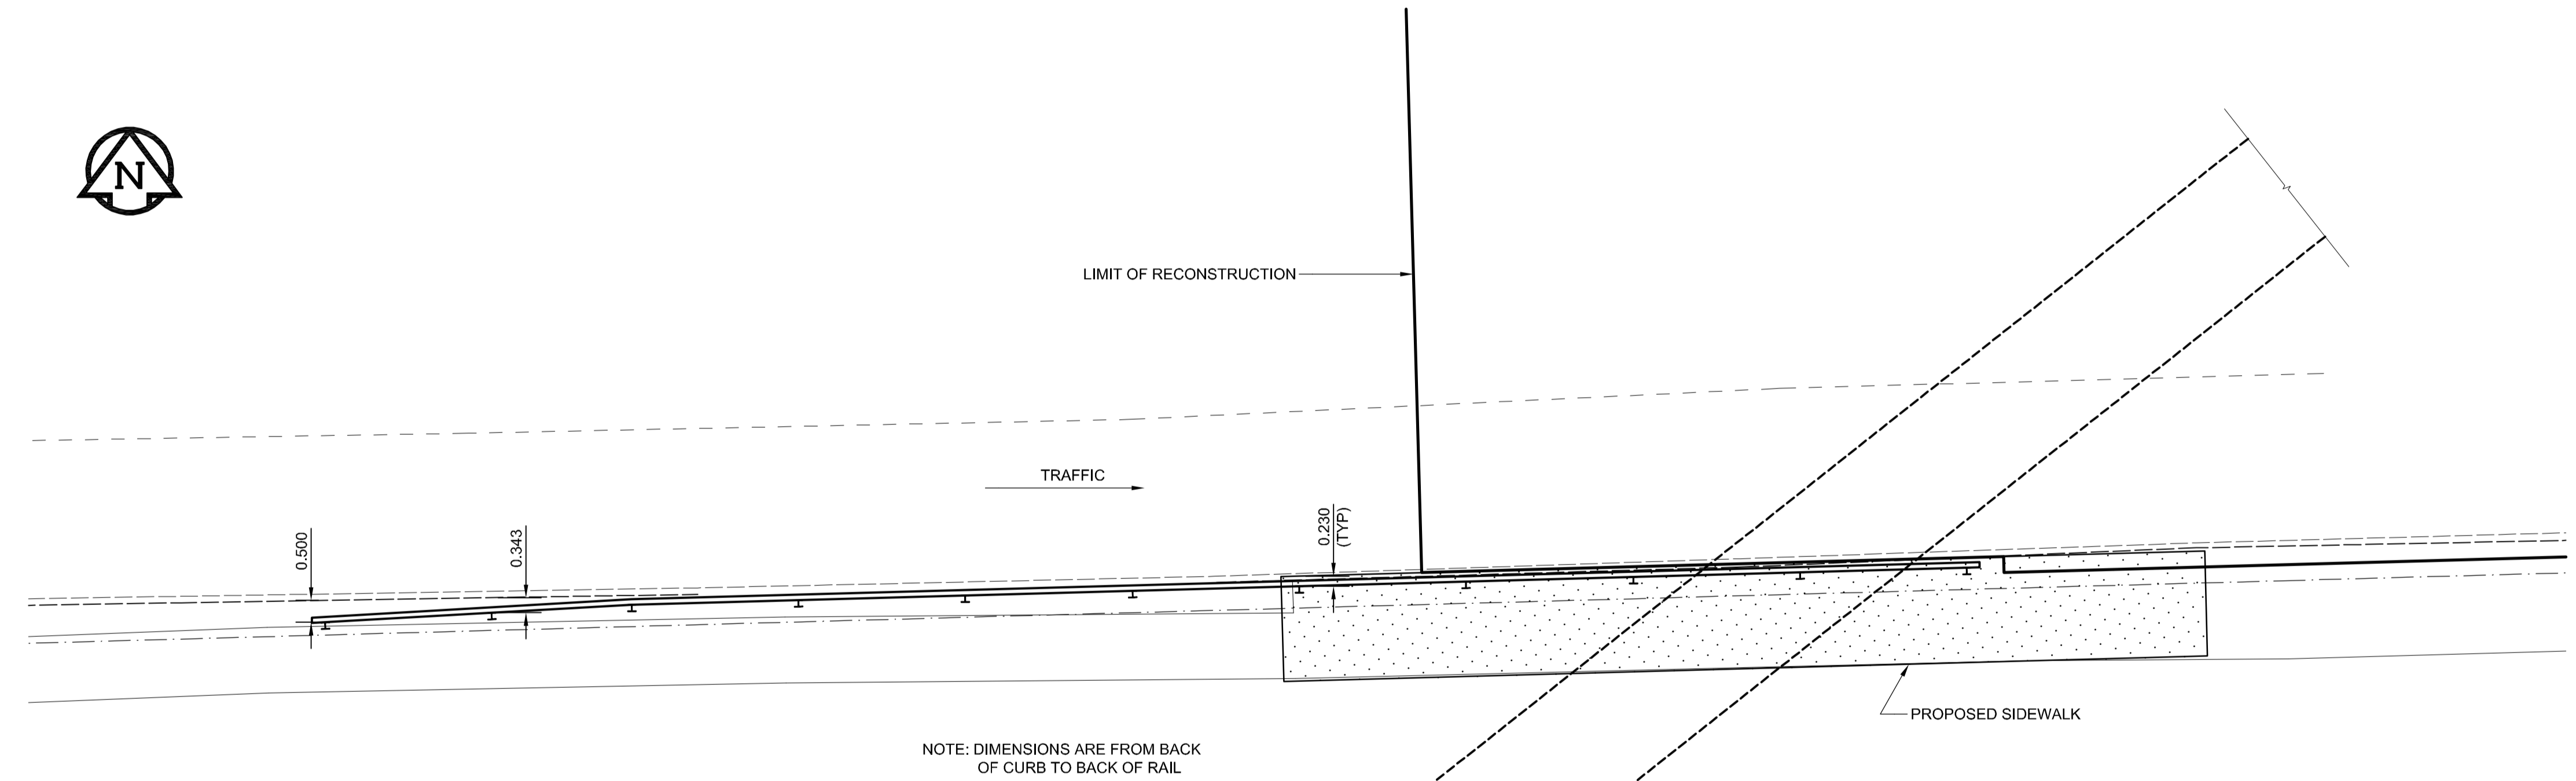 N
LIMIT OF RECONSTRUCTION
TRAFFIC
0.500
0.343
0.230
(TYP)
PROPOSED SIDEWALK
NOTE: DIMENSIONS ARE FROM BACK
OF CURB TO BACK OF RAIL